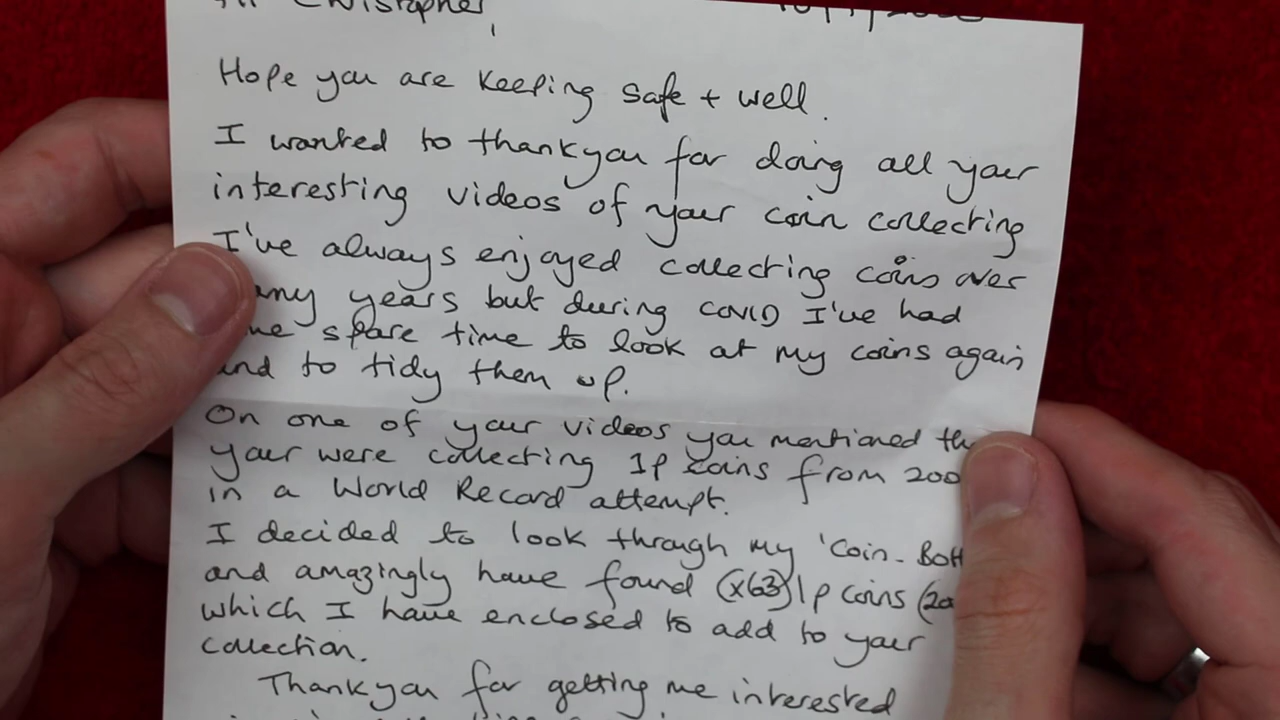 Hope you are keeping safe + well.
I wanted to thankyou for doing all your
interesting videos of your coin collecting
I've always enjoyed collecting coins over
years but during COVID I've had
spare time to look at my coins again
and to tidy them up.
On one of your videos you mentioned
your were collecting 1p coins from
in a World Record attempt.
I decided to look through my 'Coin-
and amazingly have found (x63) 1p coins
which I have enclosed to add to your
collection.
Thankyou for getting me interested